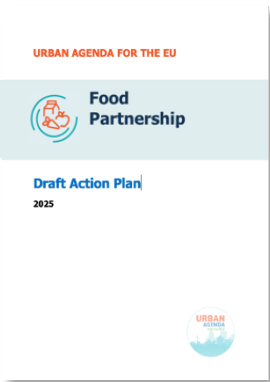 URBAN AGENDA FOR THE EU
Food
Partnership
Draft Action Plan
2025
URBAN
AGENDA